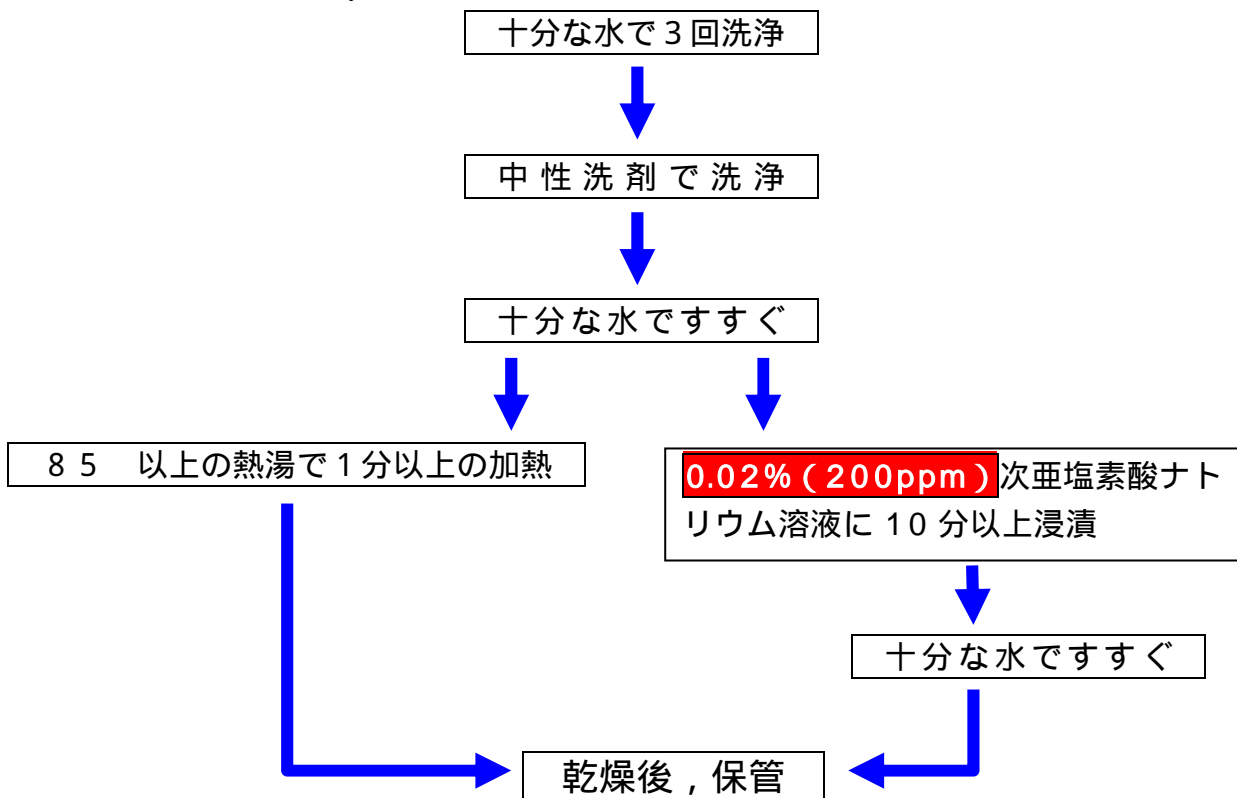 十分な水で３回洗浄
中性洗剤で洗浄
十分な水ですすぐ
８５　以上の熱湯で１分以上の加熱
0.02%（200ppm）次亜塩素酸ナト
リウム溶液に 10 分以上浸漬
十分な水ですすぐ
乾燥後，保管